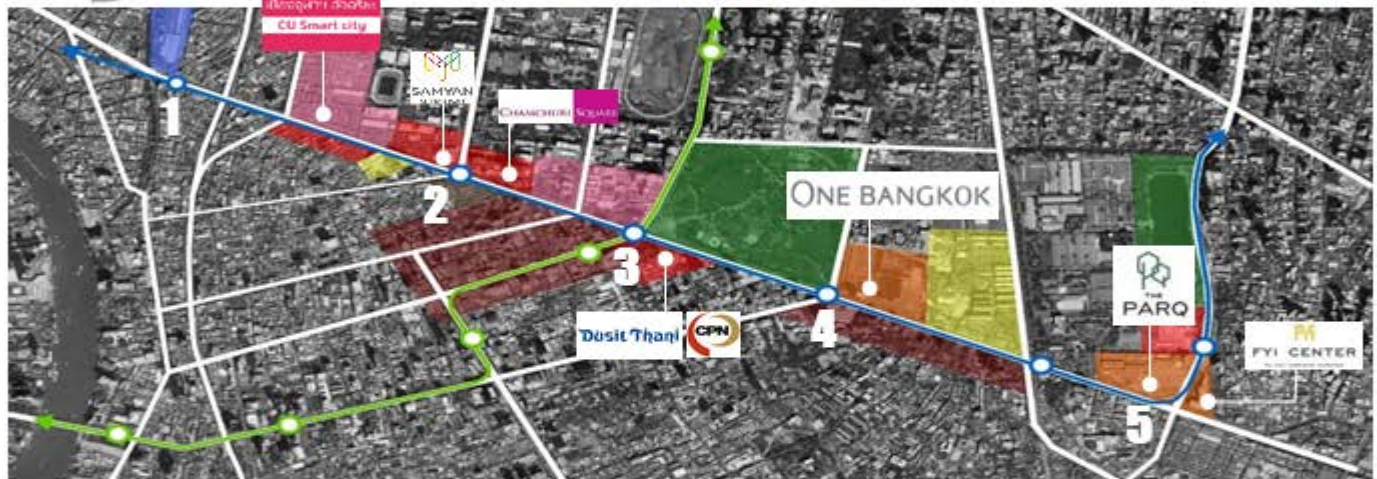 CU Smart city
SAMYAN
CHAMCHURI SQUARE
ONE BANGKOK
THE
PARQ
FYI CENTER
Dusit Thani
CPN
1
2
3
4
5